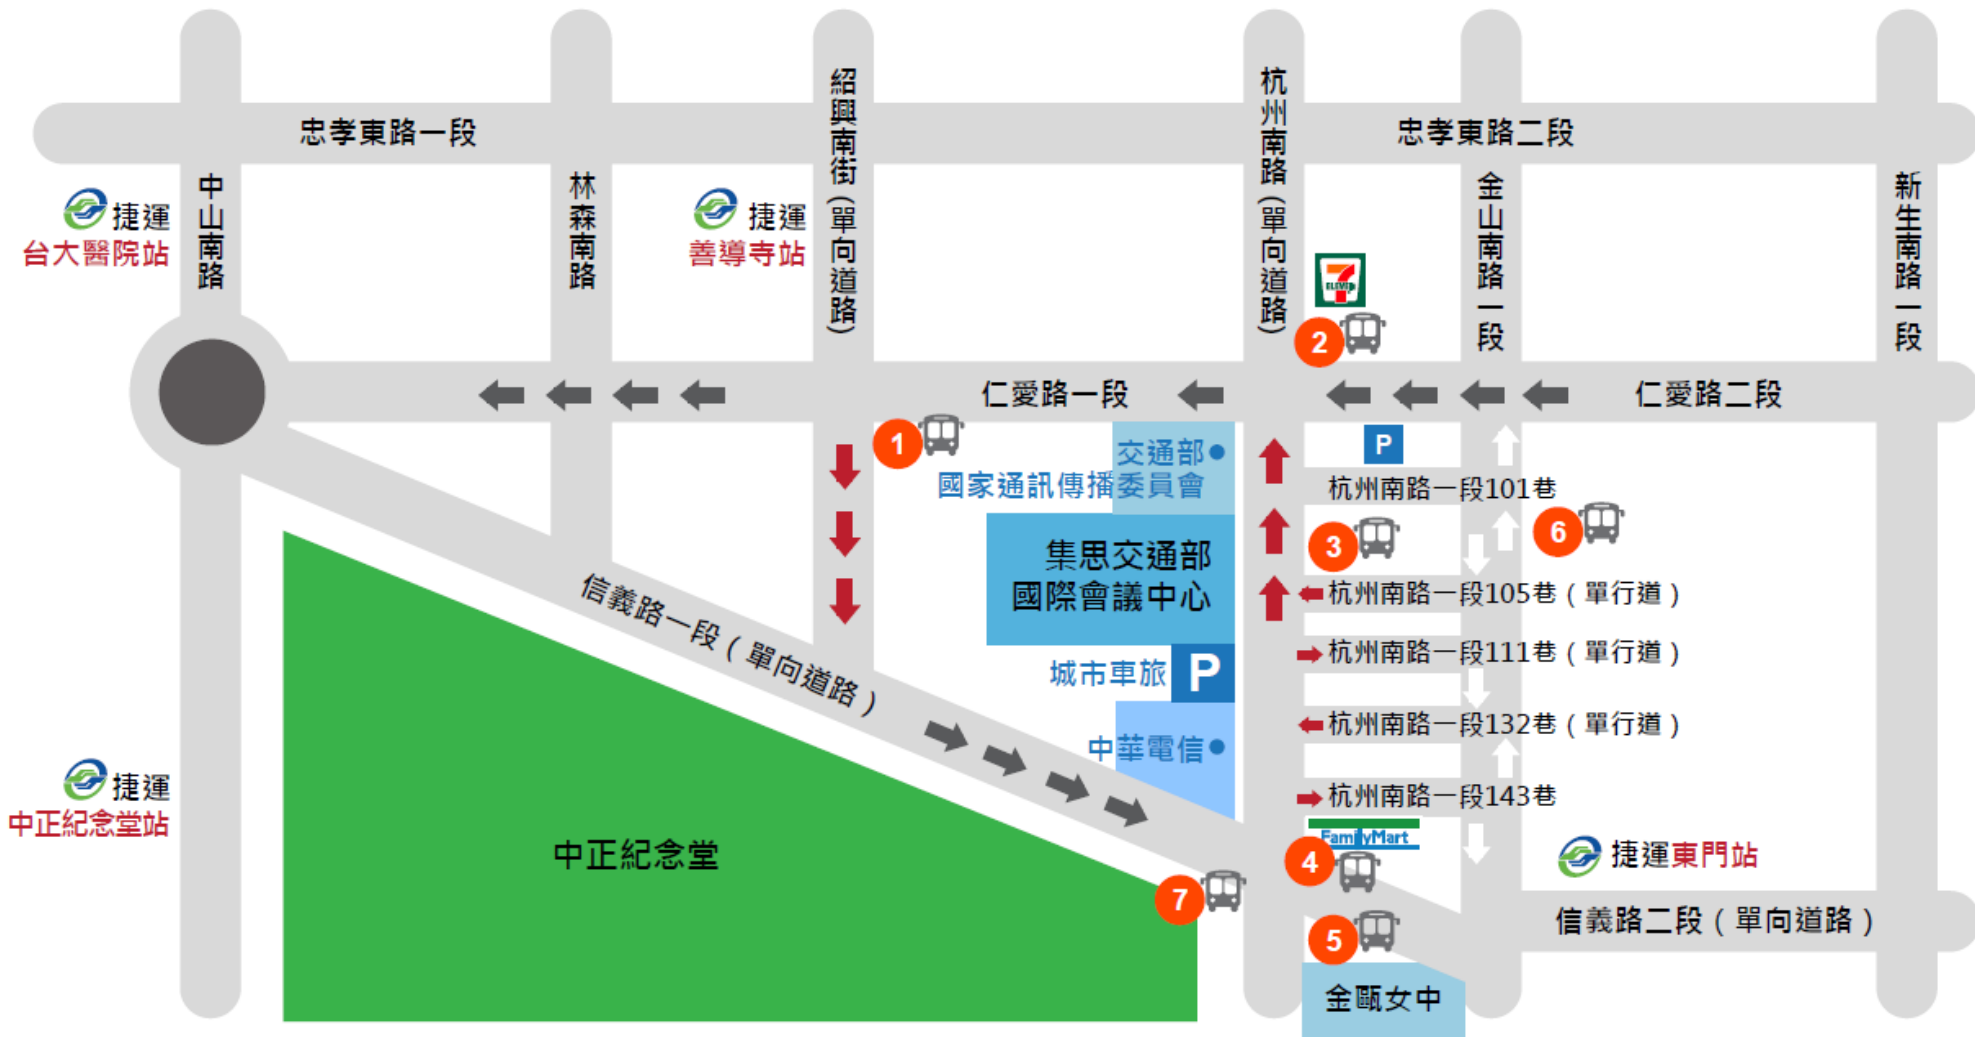 紹興南街(單向道路)
杭州南路(單向道路)
忠孝東路一段
忠孝東路二段
中山南路
林森南路
金山南路一段
新生南路一段
捷運
台大醫院站
捷運
善導寺站
7
ELEVEn
2
仁愛路一段
仁愛路二段
1
交通部
國家通訊傳播委員會
P
杭州南路一段101巷
集思交通部
國際會議中心
3
6
杭州南路一段105巷(單行道)
信義路一段(單向道路)
城市車旅
P
杭州南路一段111巷(單行道)
中華電信
杭州南路一段132巷(單行道)
捷運
中正紀念堂站
杭州南路一段143巷
FamilyMart
中正紀念堂
4
捷運東門站
7
5
信義路二段(單向道路)
金甌女中